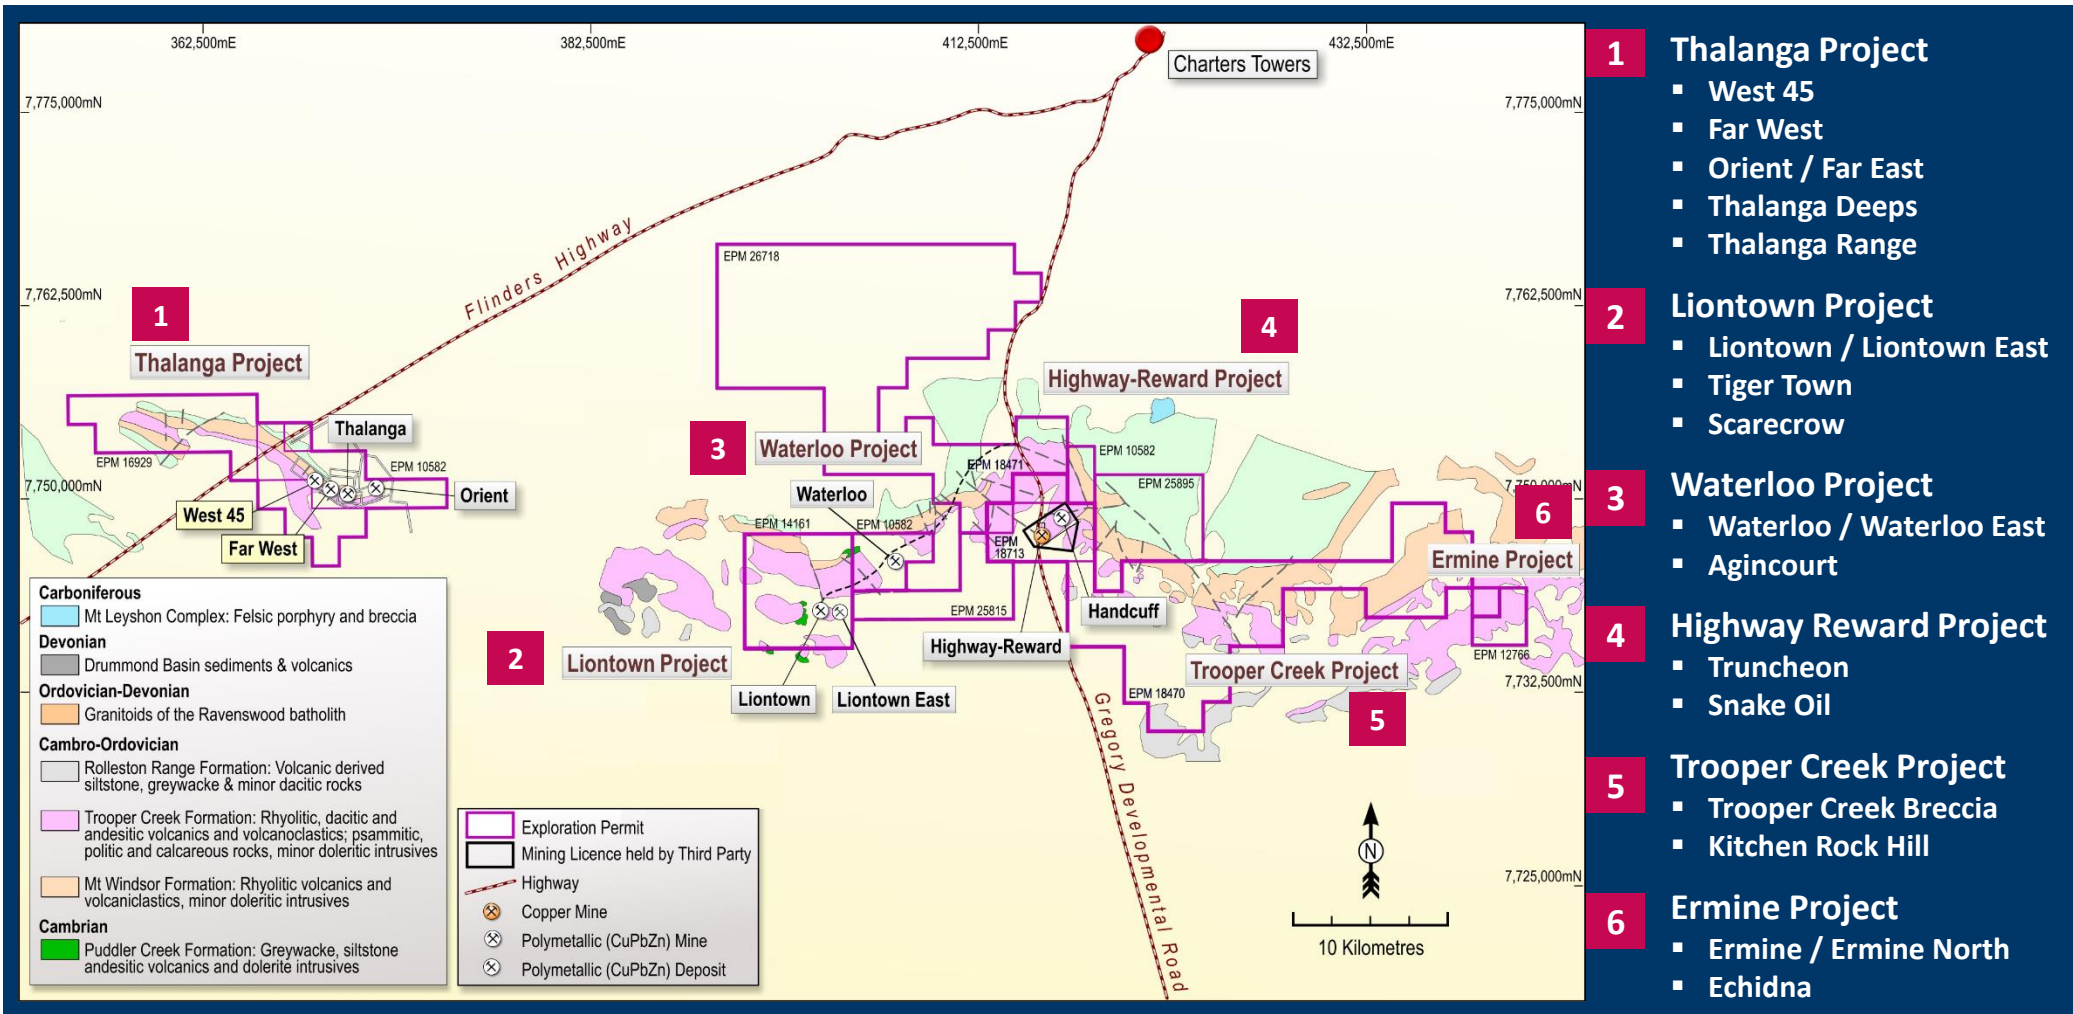 362,500mE
382,500mE
412,500mE
432,500mE
Charters Towers
7,775,000mN
7,775,000mN
Flinders Highway
EPM 26718
7,762,500mN
7,762,500mN
1
Thalanga Project
4
Highway-Reward Project
Thalanga
3
Waterloo Project
EPM 16929
EPM 10582
EPM 18471
EPM 10582
EPM 25895
7,750,000mN
7,750,000mN
Orient
West 45
Far West
Waterloo
EPM 14161
EPM 10582
EPM
18713
6
Ermine Project
EPM 25815
Handcuff
Highway-Reward
2
Liontown Project
Liontown
Liontown East
EPM 12766
Trooper Creek Project
EPM 18470
7,732,500mN
5
Gregory Developmental Road
7,725,000mN
Carboniferous
Mt Leyshon Complex: Felsic porphyry and breccia
Devonian
Drummond Basin sediments & volcanics
Ordovician-Devonian
Granitoids of the Ravenswood batholith
Cambro-Ordovician
Rolleston Range Formation: Volcanic derived
siltstone, greywacke & minor dacitic rocks
Trooper Creek Formation: Rhyolitic, dacitic and
andesitic volcanics and volcanoclastics; psammitic,
politic and calcareous rocks, minor doleritic intrusives
Mt Windsor Formation: Rhyolitic volcanics and
volcaniclastics, minor doleritic intrusives
Cambrian
Puddler Creek Formation: Greywacke, siltstone
andesitic volcanics and dolerite intrusives
Exploration Permit
Mining Licence held by Third Party
Highway
Copper Mine
Polymetallic (CuPbZn) Mine
Polymetallic (CuPbZn) Deposit
N
10 Kilometres
1 Thalanga Project
▪ West 45
▪ Far West
▪ Orient / Far East
▪ Thalanga Deeps
▪ Thalanga Range
2 Liontown Project
▪ Liontown / Liontown East
▪ Tiger Town
▪ Scarecrow
3 Waterloo Project
▪ Waterloo / Waterloo East
▪ Agincourt
4 Highway Reward Project
▪ Truncheon
▪ Snake Oil
5 Trooper Creek Project
▪ Trooper Creek Breccia
▪ Kitchen Rock Hill
6 Ermine Project
▪ Ermine / Ermine North
▪ Echidna